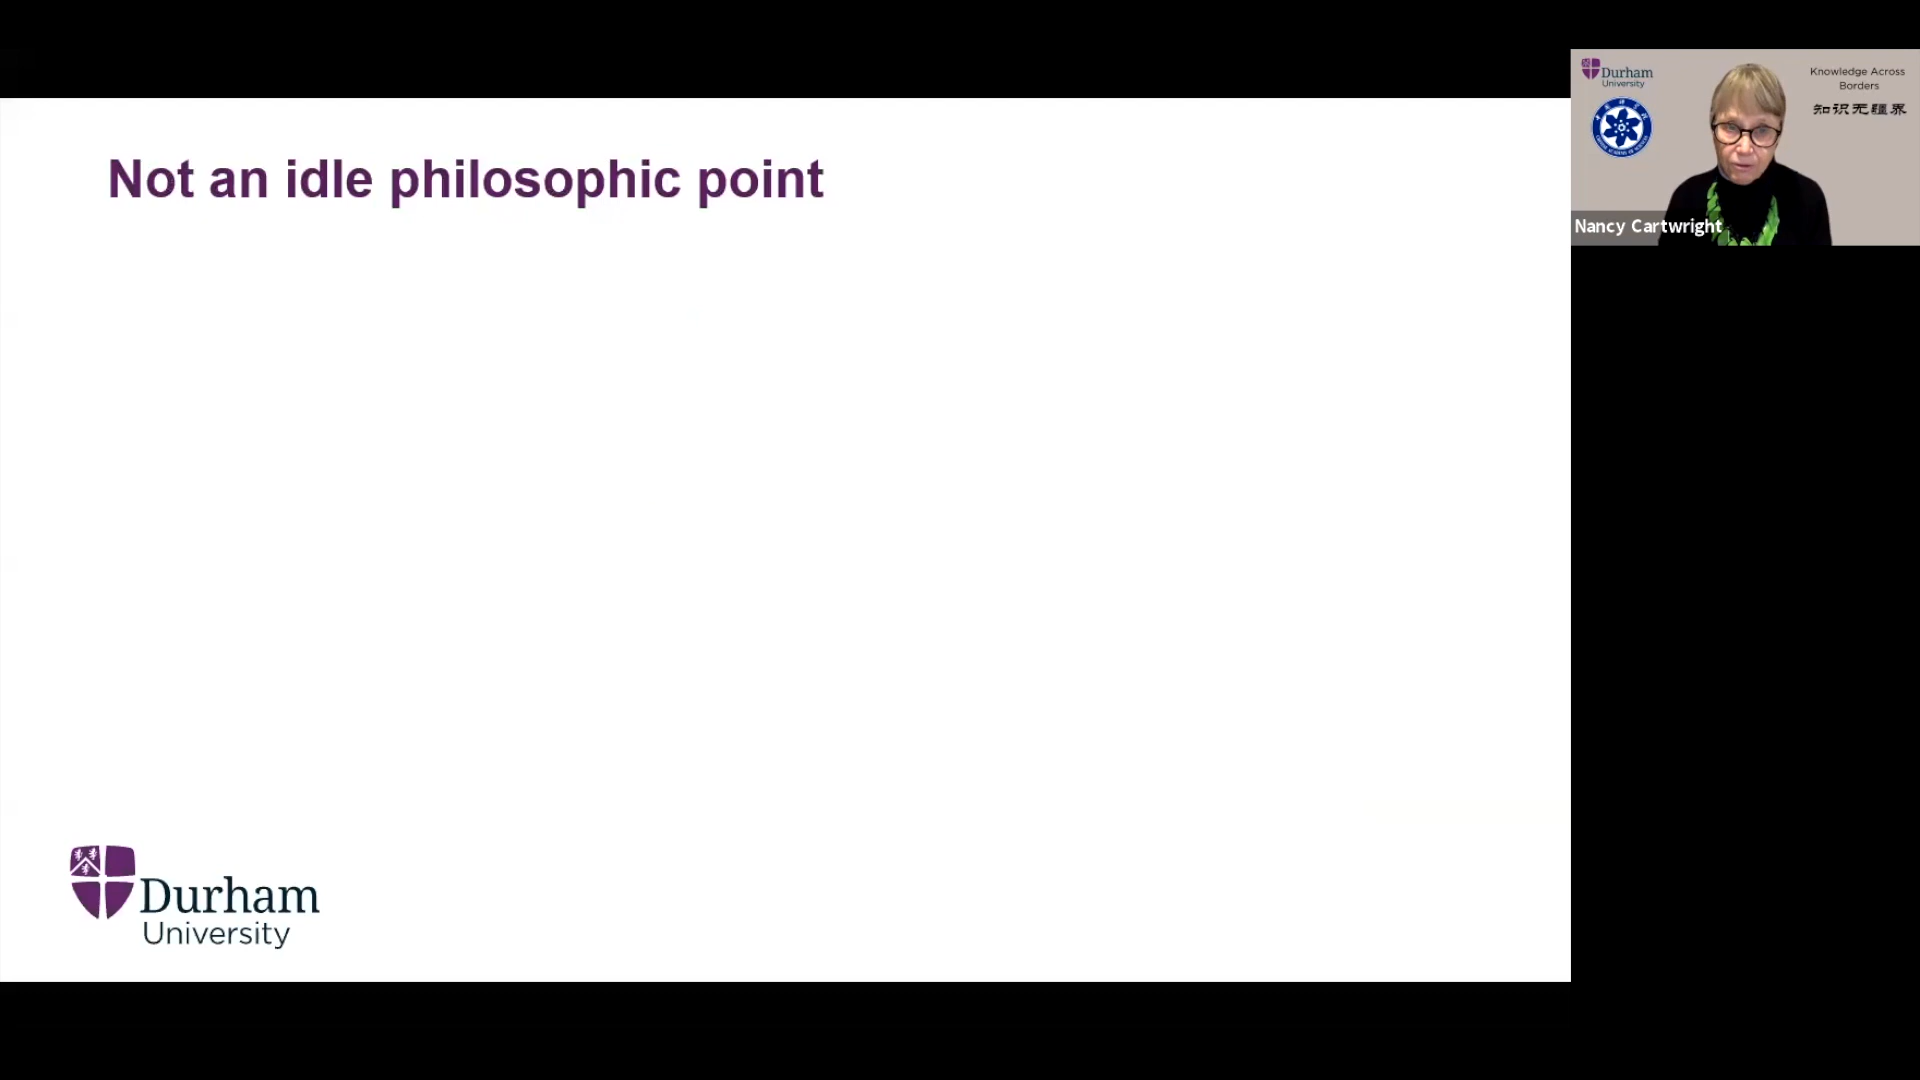 Not an idle philosophic point
Durham
University
Durham
University
Knowledge Across
Borders
知识无疆界
Nancy Cartwright